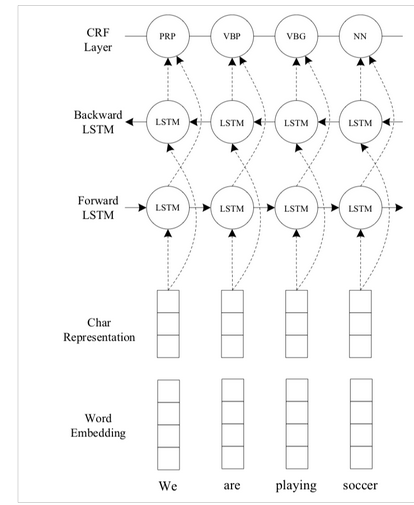 CRF
Layer
PRP VBP VBG NN
Backward
LSTM
LSTM LSTM LSTM LSTM
Forward
LSTM
LSTM LSTM LSTM LSTM
Char
Representation
Word
Embedding
We are playing soccer